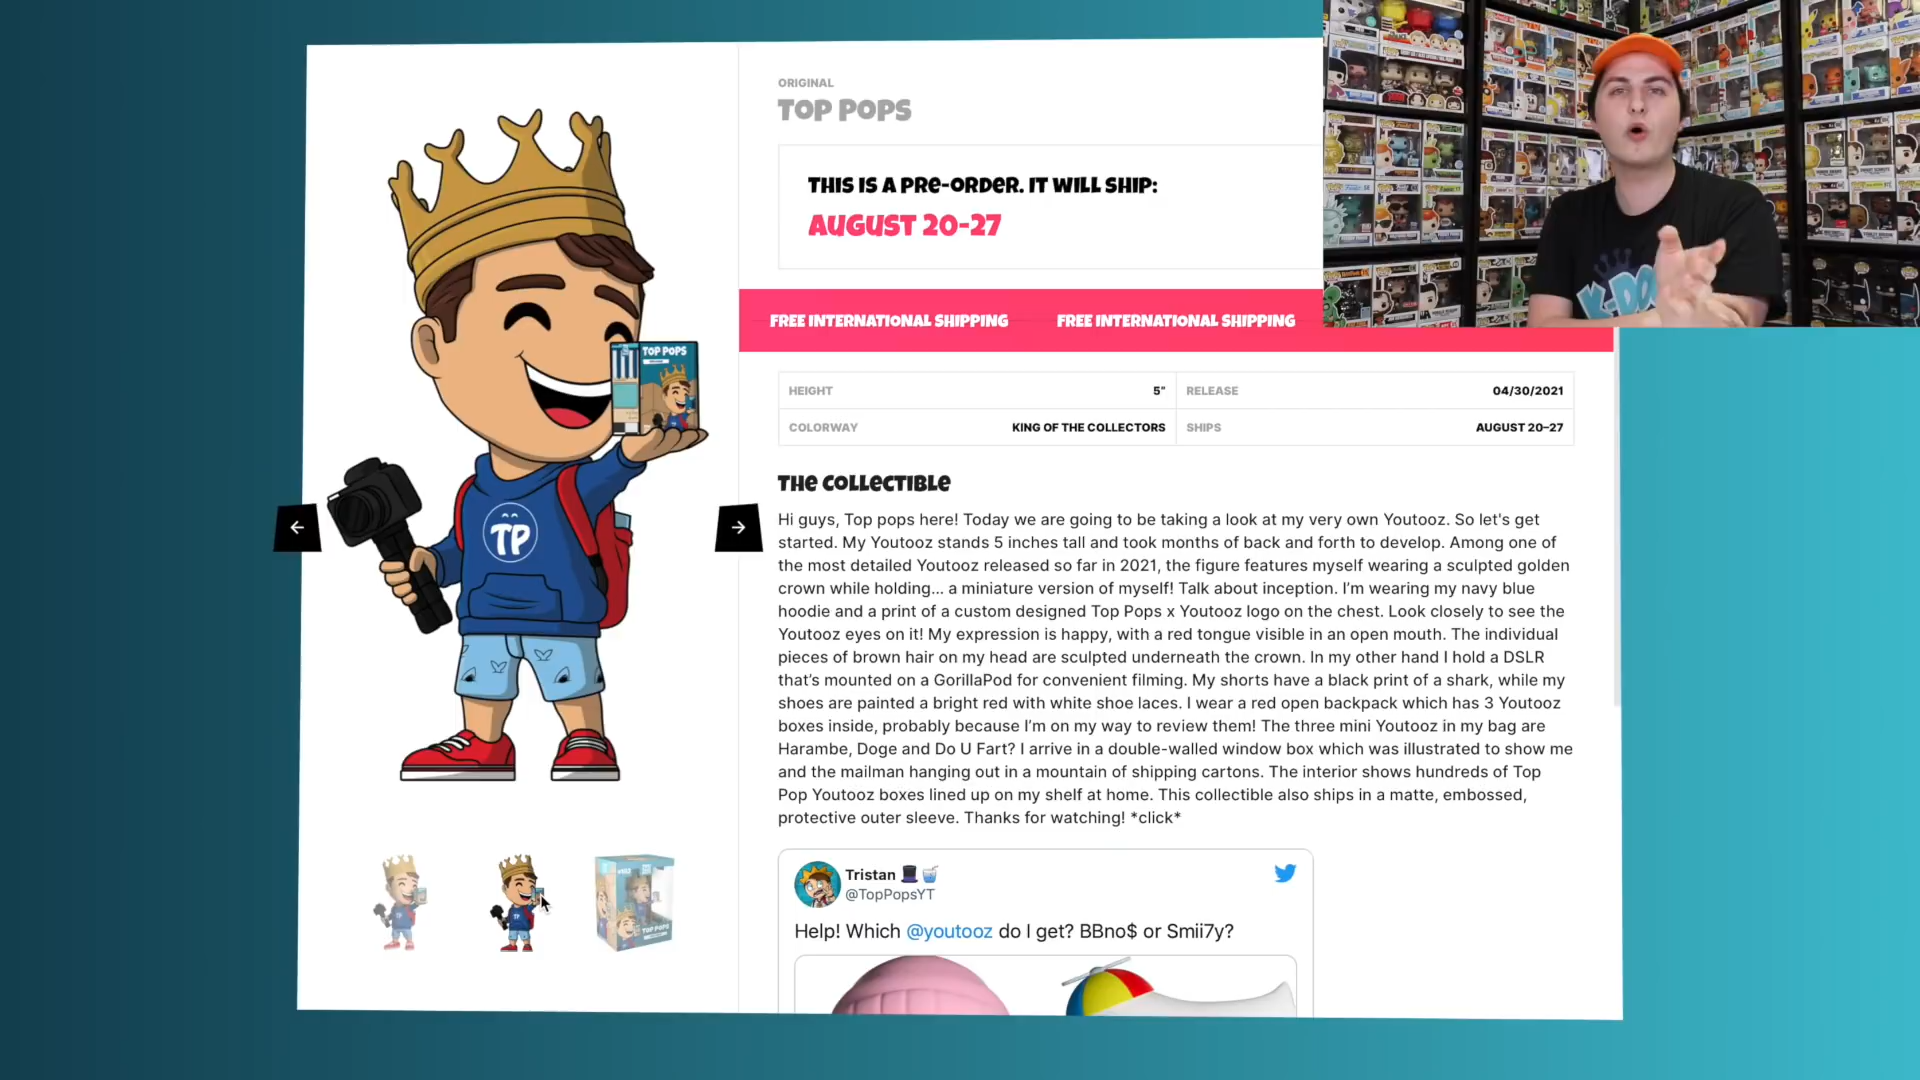 ORIGINAL
TOP POPS
THIS IS A PRE-ORDER. IT WILL SHIP:
AUGUST 20-27
FREE INTERNATIONAL SHIPPING FREE INTERNATIONAL SHIPPING
HEIGHT 5" RELEASE 04/30/2021
COLORWAY KING OF THE COLLECTORS SHIPS AUGUST 20-27
THE COLLECTIBLE
Hi guys, Top pops here! Today we are going to be taking a look at my very own Youtooz. So let's get
started. My Youtooz stands 5 inches tall and took months of back and forth to develop. Among one of
the most detailed Youtooz released so far in 2021, the figure features myself wearing a sculpted golden
crown while holding... a miniature version of myself! Talk about inception. I'm wearing my navy blue
hoodie and a print of a custom designed Top Pops x Youtooz logo on the chest. Look closely to see the
Youtooz eyes on it! My expression is happy, with a red tongue visible in an open mouth. The individual
pieces of brown hair on my head are sculpted underneath the crown. In my other hand I hold a DSLR
that's mounted on a GorillaPod for convenient filming. My shorts have a black print of a shark, while my
shoes are painted a bright red with white shoe laces. I wear a red open backpack which has 3 Youtooz
boxes inside, probably because I'm on my way to review them! The three mini Youtooz in my bag are
Harambe, Doge and Do U Fart? I arrive in a double-walled window box which was illustrated to show me
and the mailman hanging out in a mountain of shipping cartons. The interior shows hundreds of Top
Pop Youtooz boxes lined up on my shelf at home. This collectible also ships in a matte, embossed,
protective outer sleeve. Thanks for watching! *click*
Tristan
@TopPopsYT
Help! Which @youtooz do I get? BBno$ or Smii7y?
TOP POPS
TP
TOP POPS
K-DO